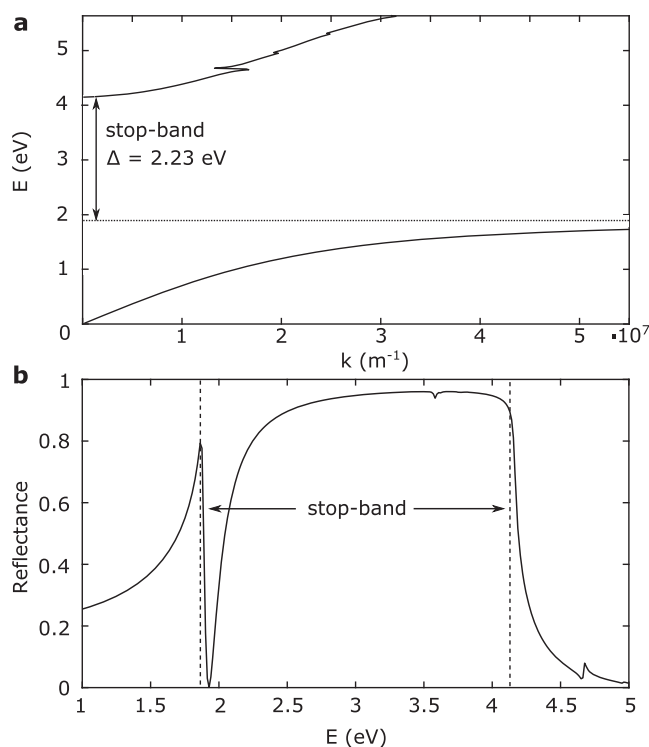 a
5
4
3
2
1
0
E (eV)
stop-band
Δ = 2.23 eV
1 2 3 4 5 ·10⁷
k (m⁻¹)
b
1
0.8
0.6
0.4
0.2
0
Reflectance
stop-band
1 1.5 2 2.5 3 3.5 4 4.5 5
E (eV)